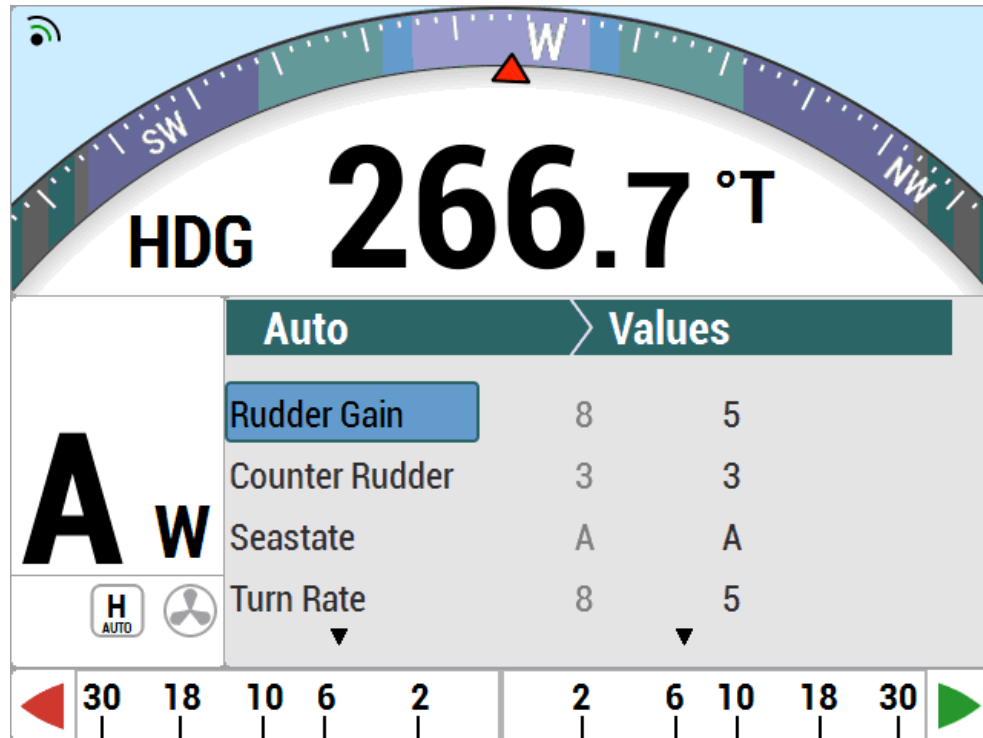 SW W NW
HDG 266.7 °T
Auto Values
Rudder Gain 8 5
Counter Rudder 3 3
A W
Seastate A A
H
AUTO
Turn Rate 8 5
30 18 10 6 2 2 6 10 18 30